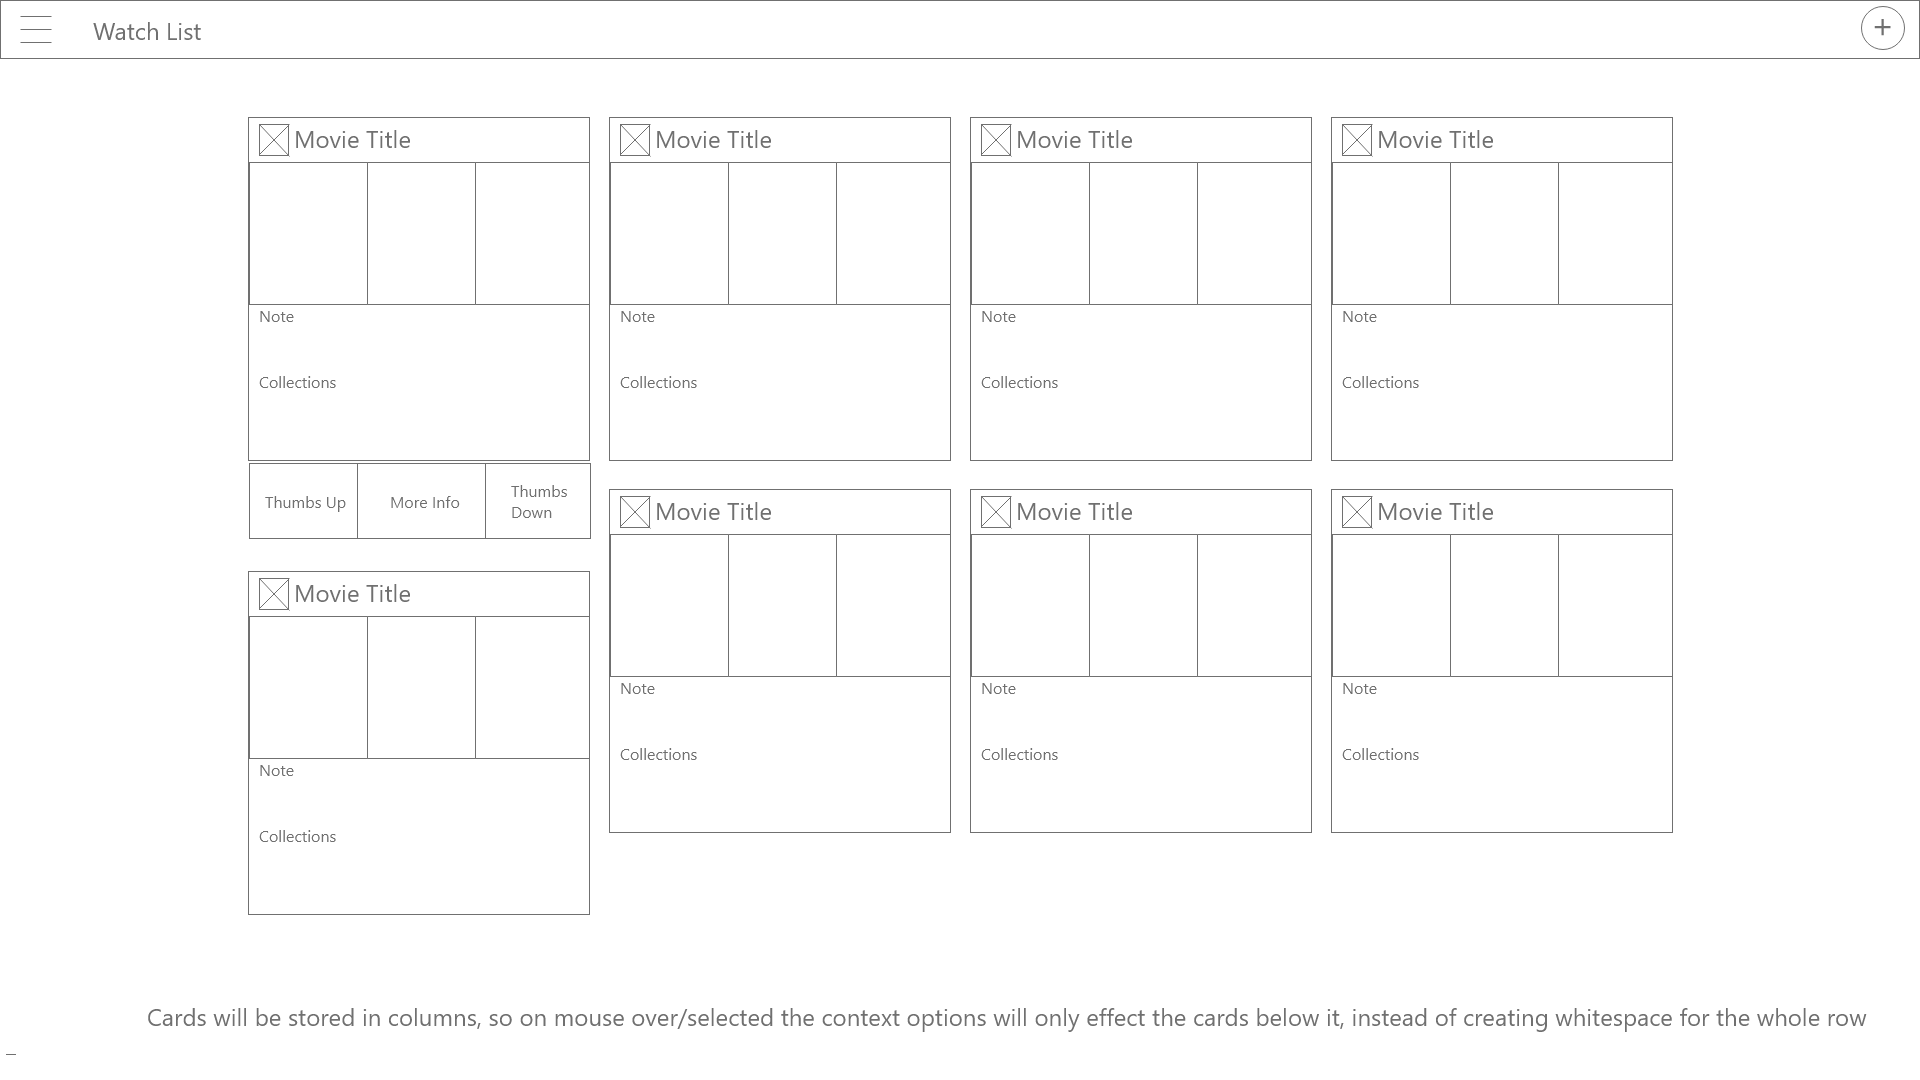 Watch List
+
Movie Title
Movie Title
Movie Title
Movie Title
Note
Note
Note
Note
Collections
Collections
Collections
Collections
Thumbs Up
More Info
Thumbs
Down
Movie Title
Movie Title
Movie Title
Movie Title
Note
Note
Note
Note
Collections
Collections
Collections
Collections
Cards will be stored in columns, so on mouse over/selected the context options will only effect the cards below it, instead of creating whitespace for the whole row
_